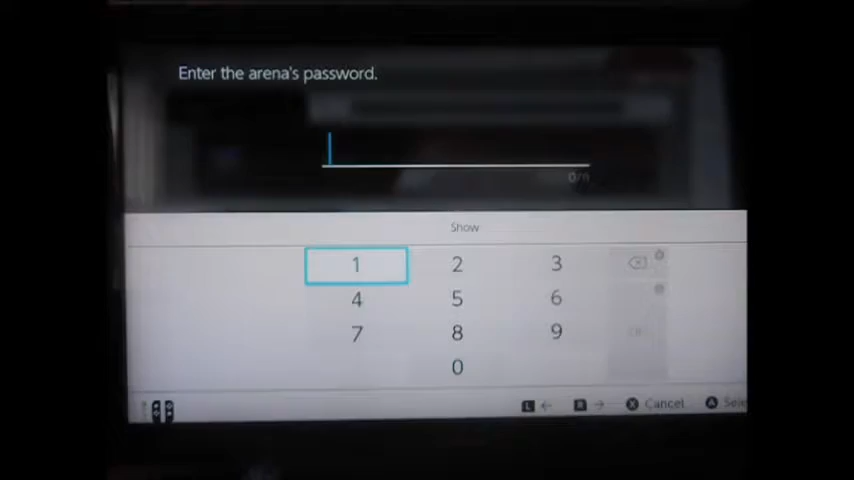 Enter the arena's password.
Show
1 2 3
4 5 6
7 8 9
0
L ← R → X Cancel A